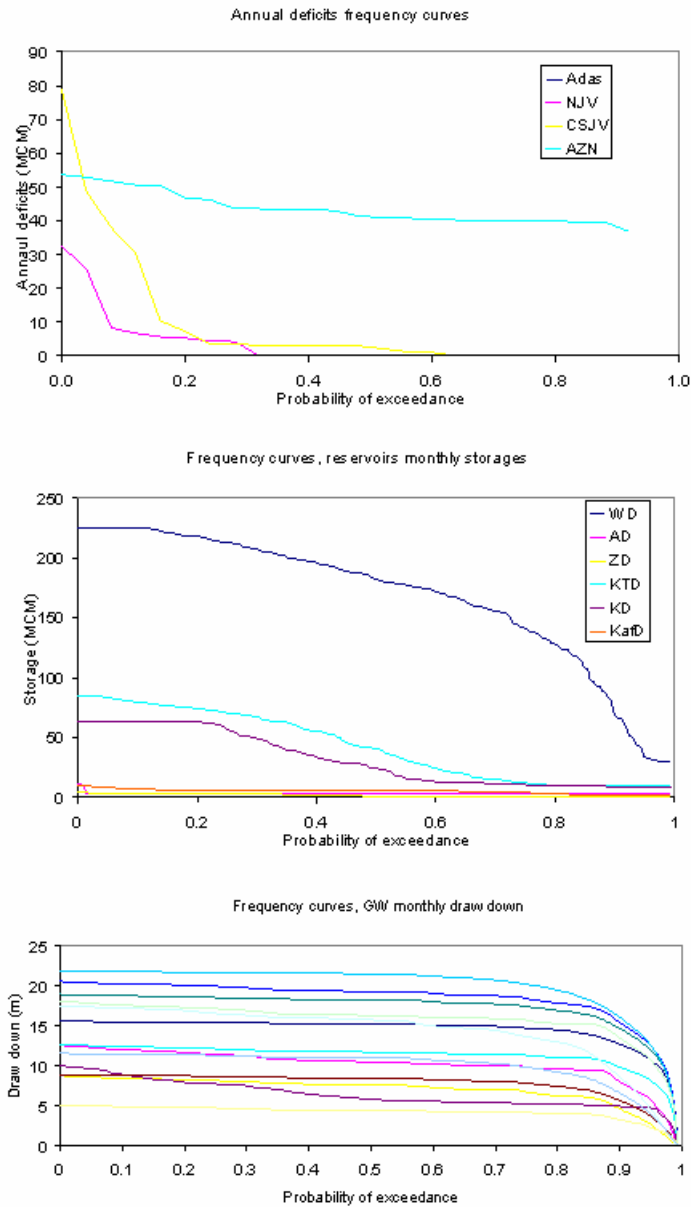 Annual deficits frequency curves
Annaul deficits (MCM)
90
80
70
60
50
40
30
20
10
0
Adas
NJV
CSJV
AZN
0.0 0.2 0.4 0.6 0.8 1.0
Probability of exceedance
Frequency curves, reservoirs monthly storages
Storage (MCM)
250
200
150
100
50
0
WD
AD
ZD
KTD
KD
KafD
0 0.2 0.4 0.6 0.8 1
Probability of exceedance
Frequency curves, GW monthly draw down
Draw down (m)
25
20
15
10
5
0
0 0.1 0.2 0.3 0.4 0.5 0.6 0.7 0.8 0.9 1
Probability of exceedance